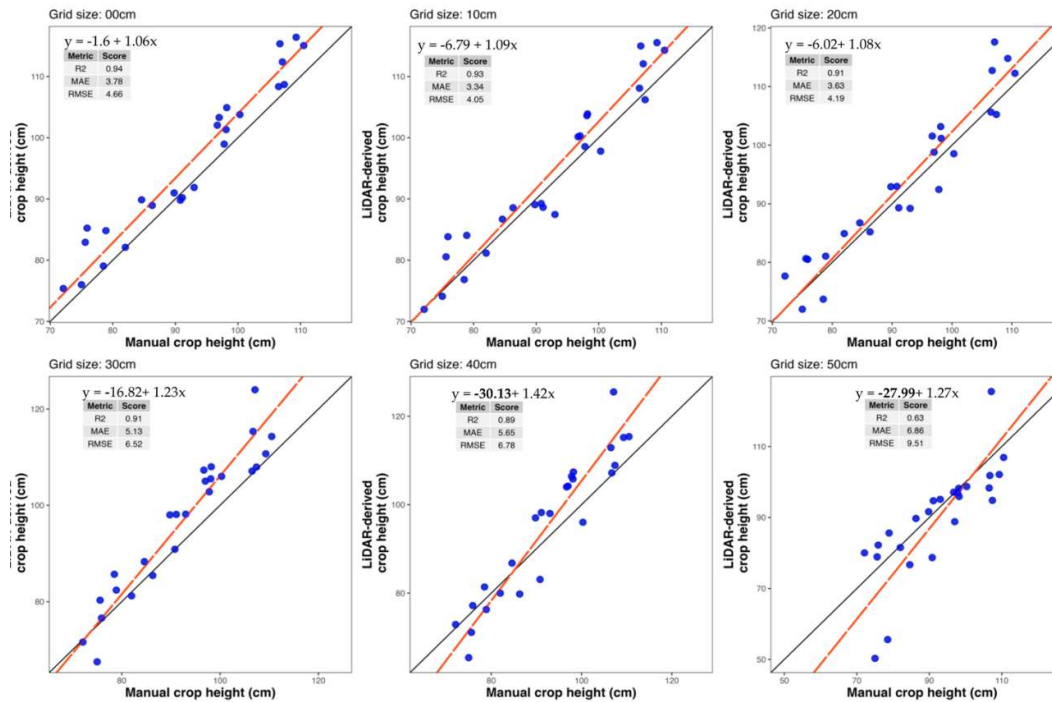 Grid size: 00cm
y = -1.6 + 1.06x
Metric Score
R2 0.94
MAE 3.78
RMSE 4.66
110
100
90
80
70
70 80 90 100 110
crop height (cm)
Manual crop height (cm)
Grid size: 10cm
y = -6.79 + 1.09x
Metric Score
R2 0.93
MAE 3.34
RMSE 4.05
110
100
90
80
70
70 80 90 100 110
LiDAR-derived
crop height (cm)
Manual crop height (cm)
Grid size: 20cm
y = -6.02+ 1.08x
Metric Score
R2 0.91
MAE 3.63
RMSE 4.19
120
110
100
90
80
70
70 80 90 100 110
LiDAR-derived
crop height (cm)
Manual crop height (cm)
Grid size: 30cm
y = -16.82+ 1.23x
Metric Score
R2 0.91
MAE 5.13
RMSE 6.52
120
100
80
80 100 120
crop height (cm)
Manual crop height (cm)
Grid size: 40cm
y = -30.13+ 1.42x
Metric Score
R2 0.89
MAE 5.65
RMSE 6.78
120
100
80
80 100 120
LiDAR-derived
crop height (cm)
Manual crop height (cm)
Grid size: 50cm
y = -27.99+ 1.27x
Metric Score
R2 0.63
MAE 6.86
RMSE 9.51
130
110
90
70
50
50 70 90 110
LiDAR-derived
crop height (cm)
Manual crop height (cm)